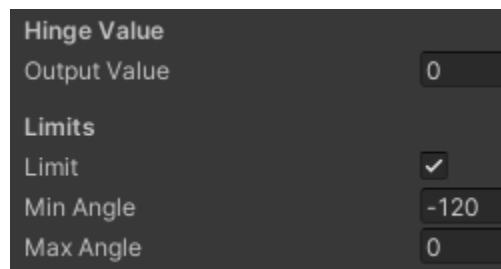 Hinge Value
Output Value 0
Limits
Limit
Min Angle -120
Max Angle 0